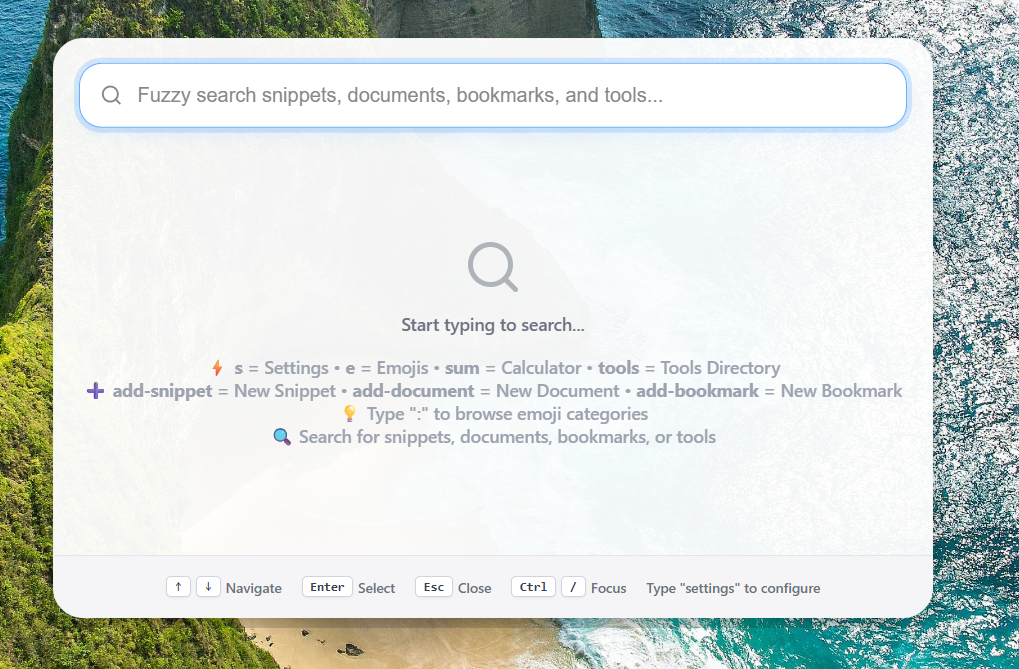 Fuzzy search snippets, documents, bookmarks, and tools...
Start typing to search...
⚡ s = Settings • e = Emojis • sum = Calculator • tools = Tools Directory
➕ add-snippet = New Snippet • add-document = New Document • add-bookmark = New Bookmark
💡 Type ":" to browse emoji categories
🔍 Search for snippets, documents, bookmarks, or tools
↑ ↓ Navigate Enter Select Esc Close Ctrl / Focus Type "settings" to configure